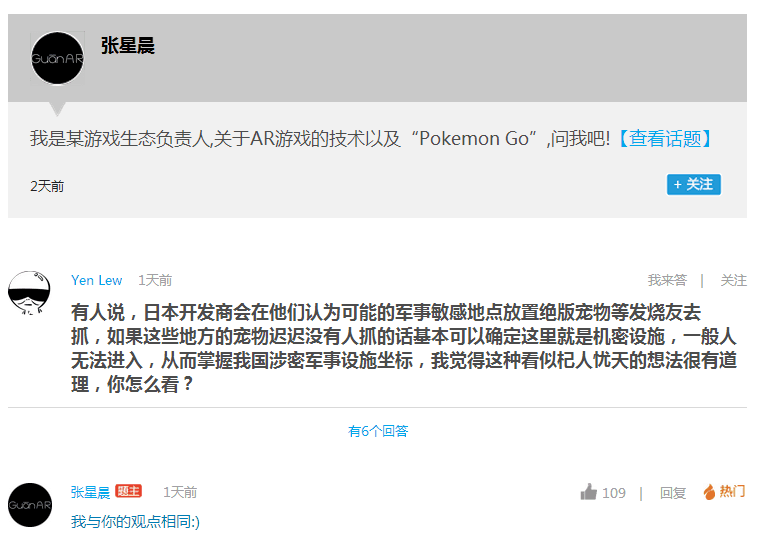 GuanAR
张星晨
我是某游戏生态负责人,关于AR游戏的技术以及“Pokemon Go”,问我吧!【查看话题】
2天前
+ 关注
Yen Lew 1天前 我来答 | 关注
有人说，日本开发商会在他们认为可能的军事敏感地点放置绝版宠物等发烧友去
抓，如果这些地方的宠物迟迟没有人抓的话基本可以确定这里就是机密设施，一般人
无法进入，从而掌握我国涉密军事设施坐标，我觉得这种看似杞人忧天的想法很有道
理，你怎么看？
有6个回答
GuanAR
张星晨 题主 1天前 109 | 回复 热门
我与你的观点相同:)